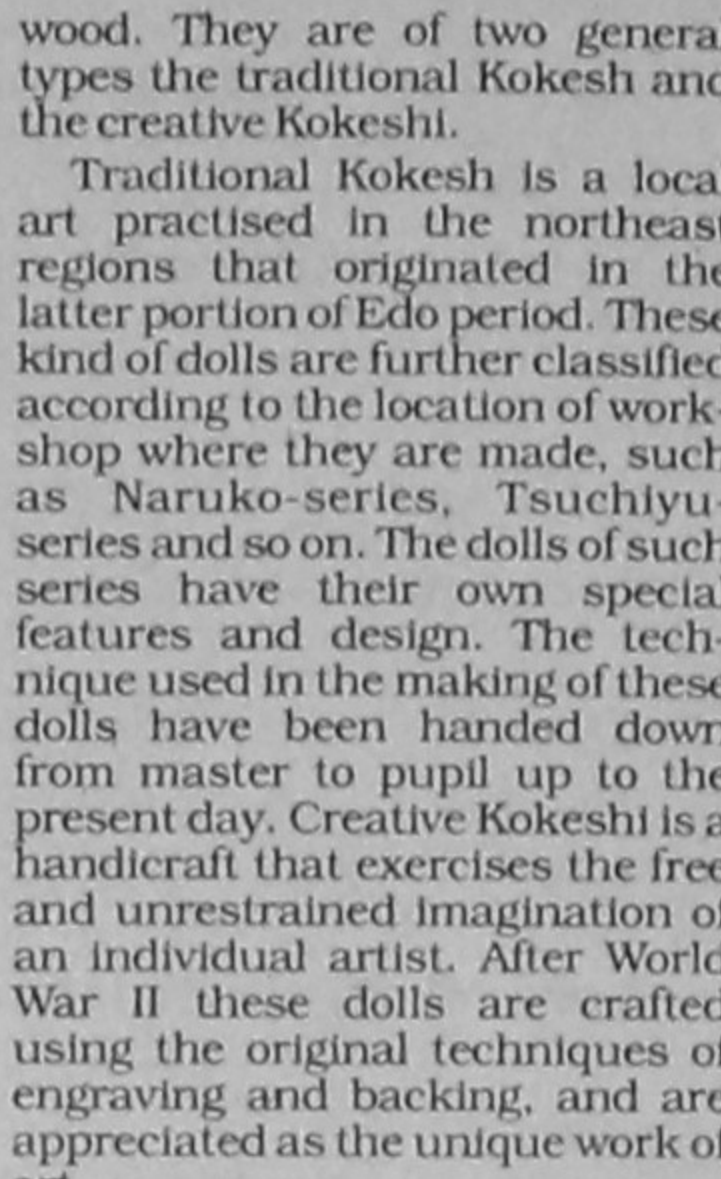 wood. They are of two genera
types the traditional Kokesh and
the creative Kokeshi.
Traditional Kokesh is a loca
art practised in the northeast
regions that originated in the
latter portion of Edo period. These
kind of dolls are further classified
according to the location of work-
shop where they are made, such
as Naruko-series, Tsuchiyu-
series and so on. The dolls of such
series have their own specia
features and design. The tech-
nique used in the making of these
dolls have been handed down
from master to pupil up to the
present day. Creative Kokeshi is a
handicraft that exercises the free
and unrestrained imagination of
an individual artist. After World
War II these dolls are crafted
using the original techniques of
engraving and backing, and are
appreciated as the unique work of